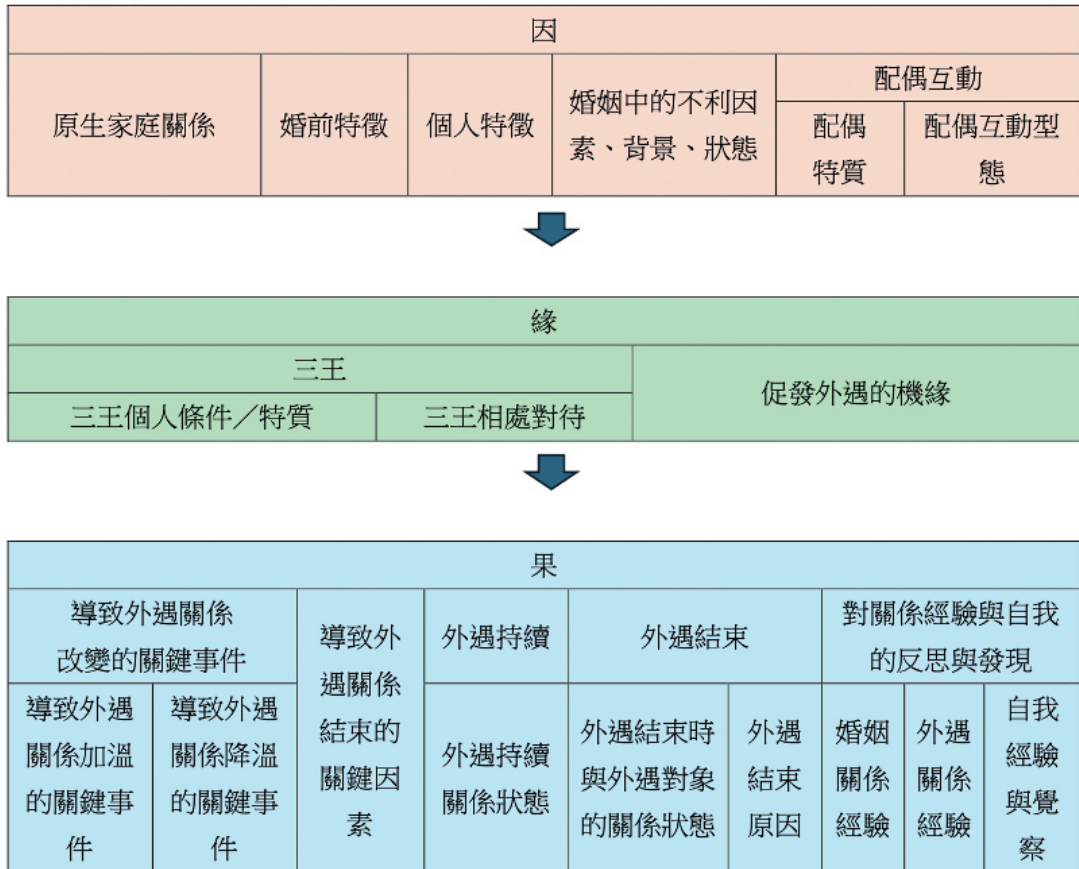 因
原生家庭關係
婚前特徵
個人特徵
婚姻中的不利因
素、背景、狀態
配偶互動
配偶
特質
配偶互動型
態
緣
三王
三王個人條件／特質
三王相處對待
促發外遇的機緣
果
導致外遇關係
改變的關鍵事件
導致外遇
關係加溫
的關鍵事
件
導致外遇
關係降溫
的關鍵事
件
導致外
遇關係
結束的
關鍵因
素
外遇持續
外遇持續
關係狀態
外遇結束
外遇結束時
與外遇對象
的關係狀態
外遇
結束
原因
對關係經驗與自我
的反思與發現
婚姻
關係
經驗
外遇
關係
經驗
自我
經驗
與覺
察